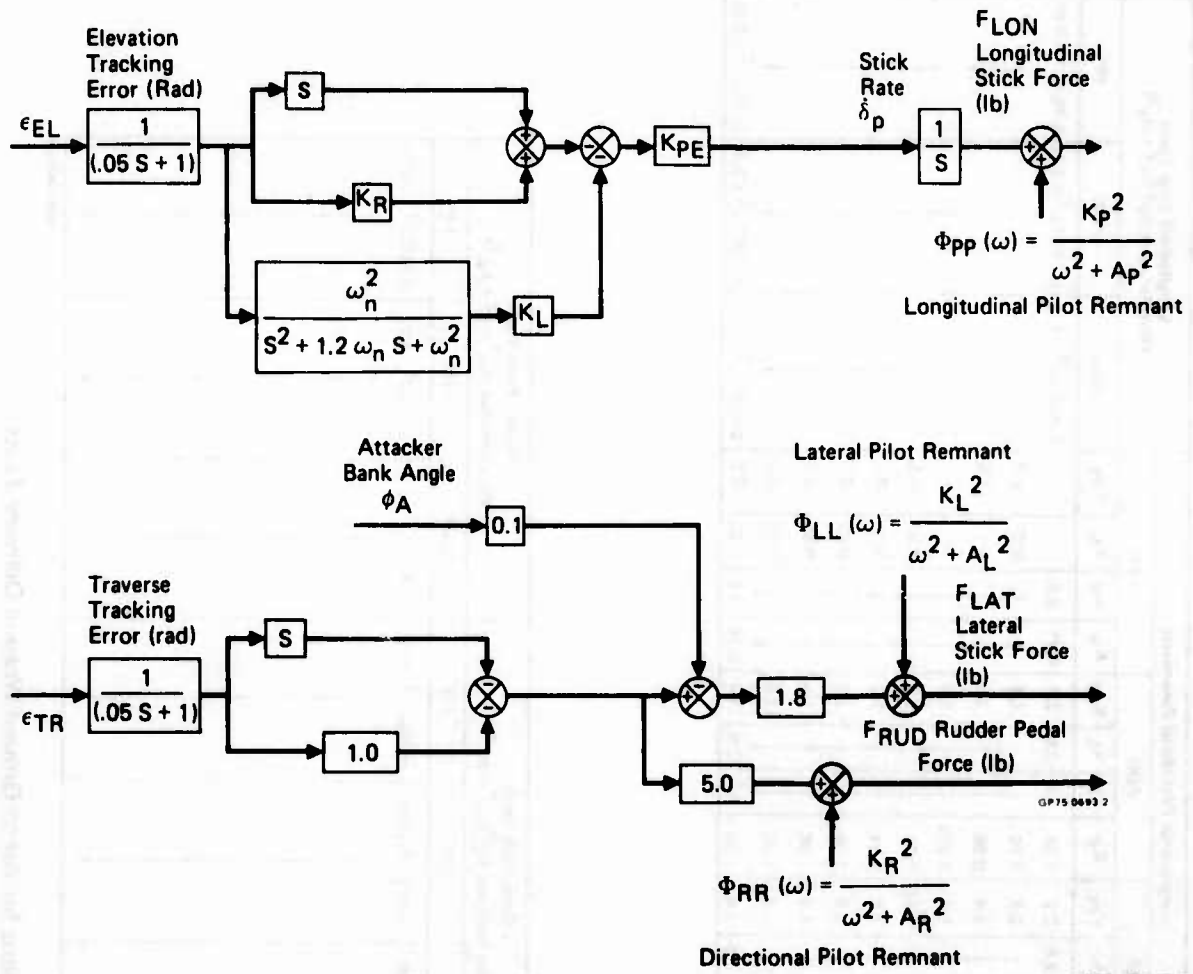 Elevation
Tracking
Error (Rad)
ϵEL
1
(.05 S + 1)
S
KR
+
+
ωn2
S2 + 1.2 ωn S + ωn2
KL
−
−
KPE
Stick
Rate
δ̇p
1
S
FLON
Longitudinal
Stick Force
(lb)
+
+
ΦPP (ω) = KP2
ω2 + AP2
Longitudinal Pilot Remnant
Attacker
Bank Angle
ϕA
0.1
Traverse
Tracking
Error (rad)
ϵTR
1
(.05 S + 1)
S
1.0
−
−
+
−
1.8
Lateral Pilot Remnant
ΦLL (ω) = KL2
ω2 + AL2
+
+
FLAT
Lateral
Stick Force
(lb)
FRUD Rudder Pedal
Force (lb)
5.0
+
+
GP75 0693 2
ΦRR (ω) = KR2
ω2 + AR2
Directional Pilot Remnant